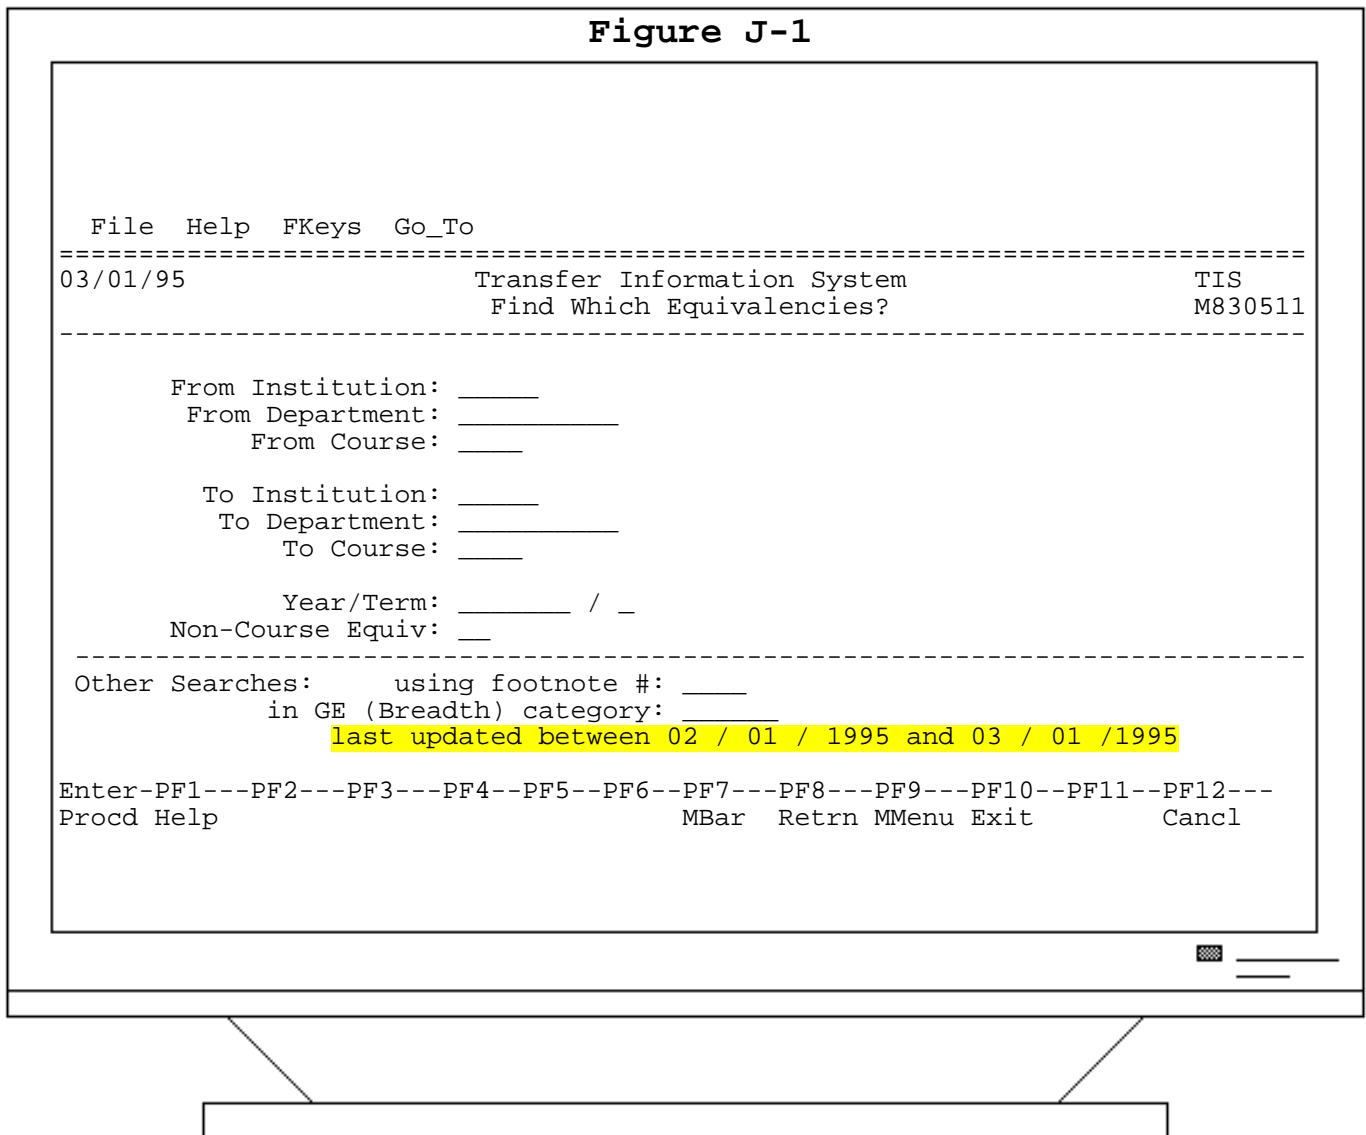 Figure J-1
File  Help  FKeys  Go_To
==============================================================================
03/01/95                  Transfer Information System                  TIS
                           Find Which Equivalencies?                   M830511
------------------------------------------------------------------------------
       From Institution: _____
        From Department: __________
            From Course: ____
         To Institution: _____
          To Department: __________
              To Course: ____
              Year/Term: _______ / _
       Non-Course Equiv: __
 -----------------------------------------------------------------------------
 Other Searches:     using footnote #: ____
             in GE (Breadth) category: ______
                 last updated between 02 / 01 / 1995 and 03 / 01 /1995
Enter-PF1---PF2---PF3---PF4--PF5--PF6--PF7---PF8---PF9---PF10--PF11--PF12---
Procd Help                             MBar  Retrn MMenu Exit        Cancl